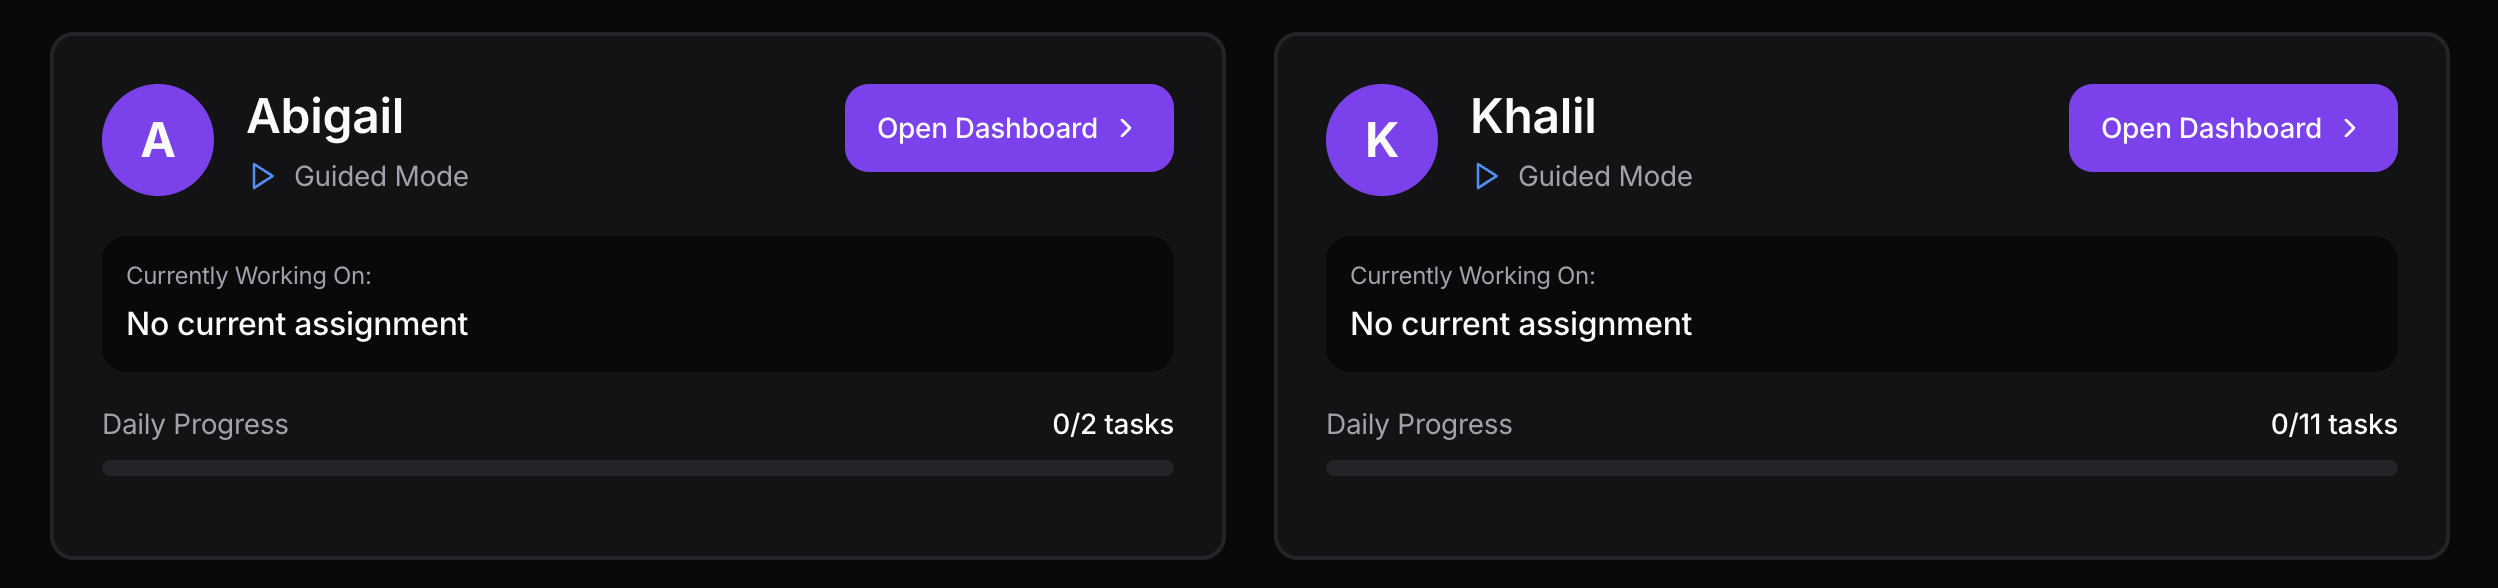 A
Abigail
Guided Mode
Open Dashboard
Currently Working On:
No current assignment
Daily Progress
0/2 tasks
K
Khalil
Guided Mode
Open Dashboard
Currently Working On:
No current assignment
Daily Progress
0/11 tasks